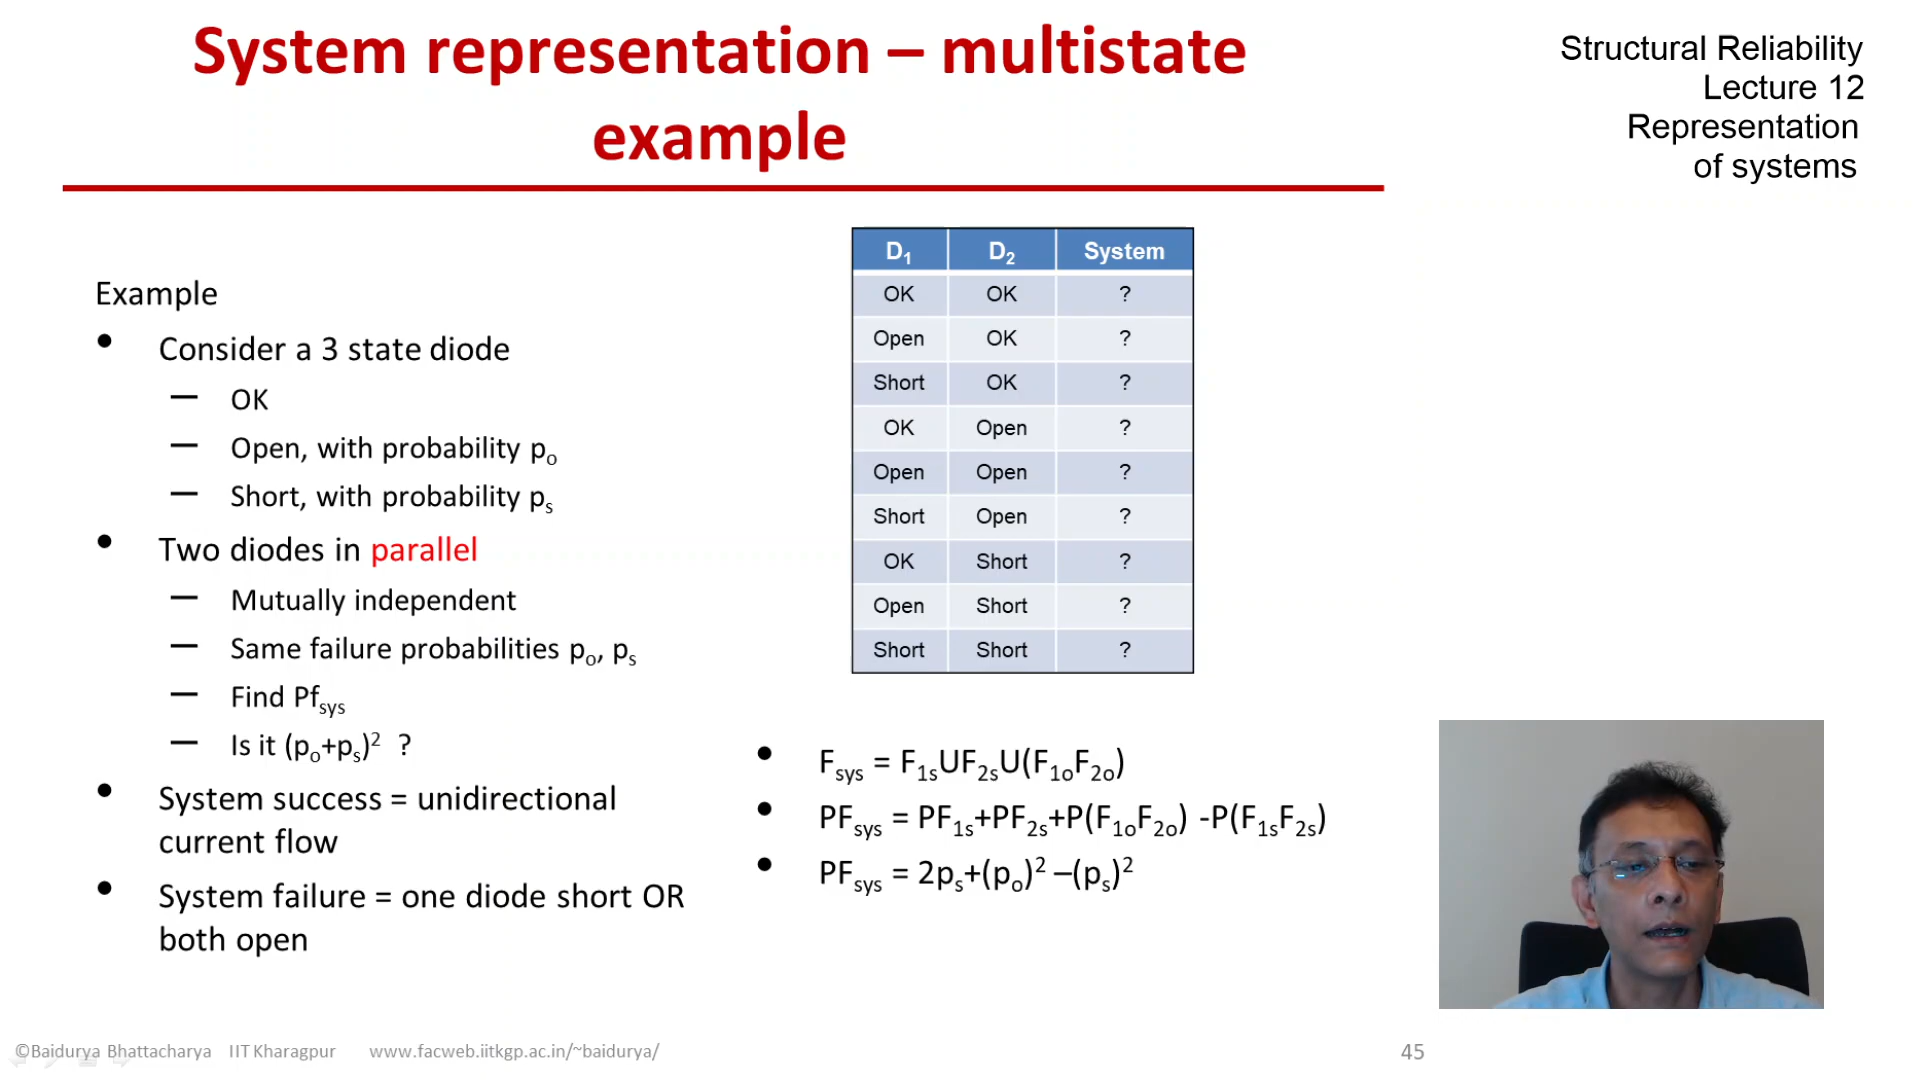 System representation – multistate
example
Structural Reliability
Lecture 12
Representation
of systems
Example
• Consider a 3 state diode
— OK
— Open, with probability pₒ
— Short, with probability pₛ
• Two diodes in parallel
— Mutually independent
— Same failure probabilities pₒ, pₛ
— Find Pf_sys
— Is it (pₒ+pₛ)² ?
• System success = unidirectional
current flow
• System failure = one diode short OR
both open
D₁ D₂ System
OK OK ?
Open OK ?
Short OK ?
OK Open ?
Open Open ?
Short Open ?
OK Short ?
Open Short ?
Short Short ?
• F_sys = F₁ₛUF₂ₛU(F₁ₒF₂ₒ)
• PF_sys = PF₁ₛ+PF₂ₛ+P(F₁ₒF₂ₒ) -P(F₁ₛF₂ₛ)
• PF_sys = 2pₛ+(pₒ)² –(pₛ)²
©Baidurya Bhattacharya IIT Kharagpur www.facweb.iitkgp.ac.in/~baidurya/
45